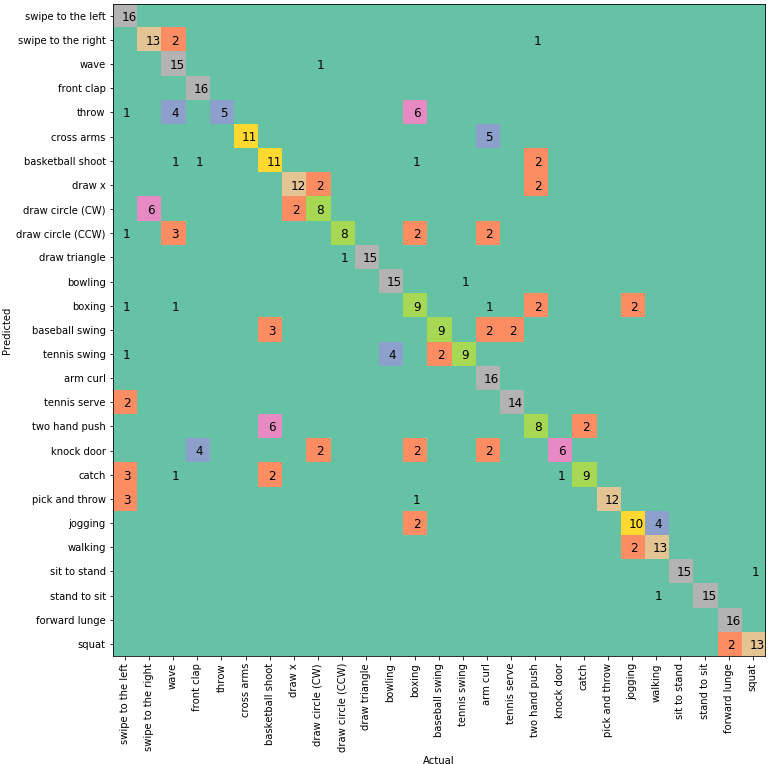 swipe to the left 16
swipe to the right 13 2 1
wave 15 1
front clap 16
throw 1 4 5 6
cross arms 11 5
basketball shoot 1 1 11 1 2
draw x 12 2 2
draw circle (CW) 6 2 8
draw circle (CCW) 1 3 8 2 2
draw triangle 1 15
bowling 15 1
boxing 1 1 9 1 2 2
baseball swing 3 9 2 2
tennis swing 1 4 2 9
arm curl 16
tennis serve 2 14
two hand push 6 8 2
knock door 4 2 2 2 6
catch 3 1 2 1 9
pick and throw 3 1 12
jogging 2 10 4
walking 2 13
sit to stand 15 1
stand to sit 1 15
forward lunge 16
squat 2 13
Predicted
swipe to the left
swipe to the right
wave
front clap
throw
cross arms
basketball shoot
draw x
draw circle (CW)
draw circle (CCW)
draw triangle
bowling
boxing
baseball swing
tennis swing
arm curl
tennis serve
two hand push
knock door
catch
pick and throw
jogging
walking
sit to stand
stand to sit
forward lunge
squat
Actual